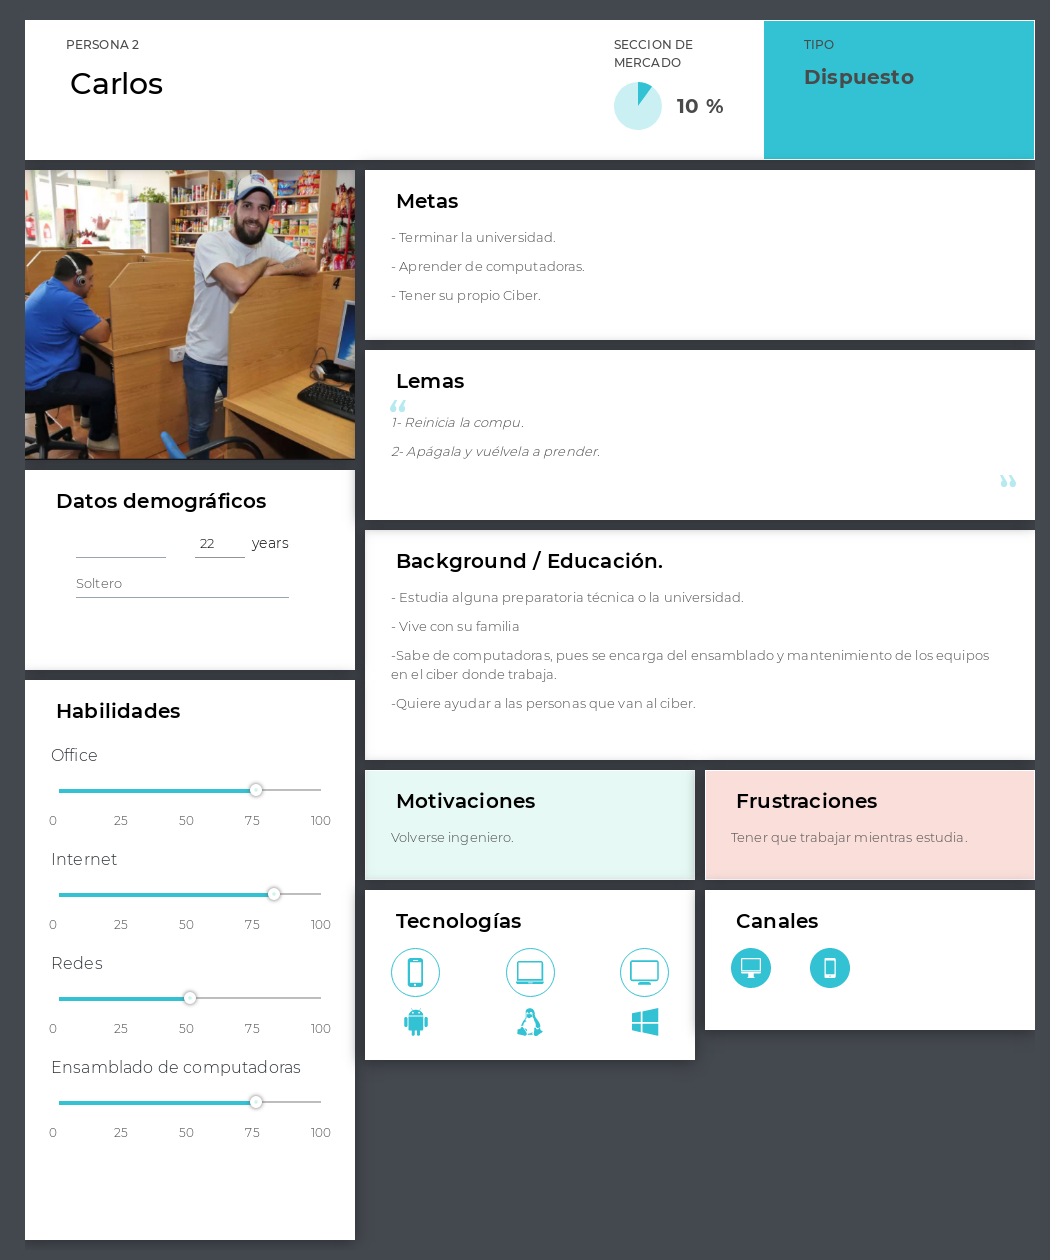 PERSONA 2
Carlos
SECCION DE
MERCADO
10 %
TIPO
Dispuesto
Metas
- Terminar la universidad.
- Aprender de computadoras.
- Tener su propio Ciber.
Lemas
“
1- Reinicia la compu.
2- Apágala y vuélvela a prender.
”
Datos demográficos
22 years
Soltero
Background / Educación.
- Estudia alguna preparatoria técnica o la universidad.
- Vive con su familia
-Sabe de computadoras, pues se encarga del ensamblado y mantenimiento de los equipos
en el ciber donde trabaja.
-Quiere ayudar a las personas que van al ciber.
Habilidades
Office
0 25 50 75 100
Internet
0 25 50 75 100
Redes
0 25 50 75 100
Ensamblado de computadoras
0 25 50 75 100
Motivaciones
Volverse ingeniero.
Frustraciones
Tener que trabajar mientras estudia.
Tecnologías
Canales